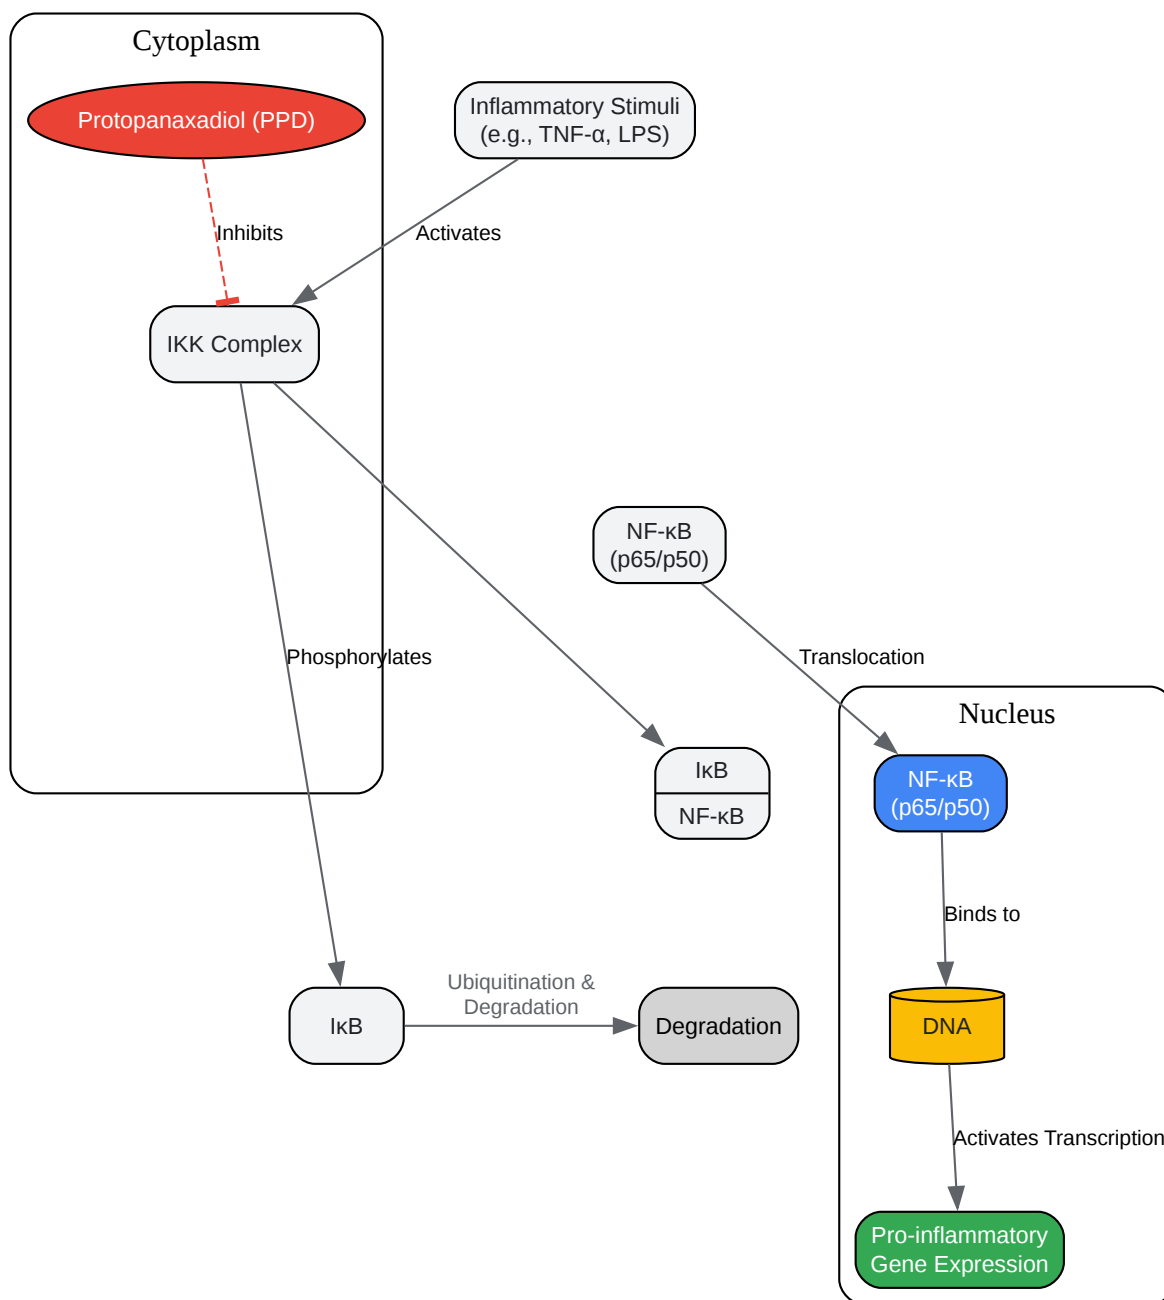 Cytoplasm
Protopanaxadiol (PPD)
Inflammatory Stimuli
(e.g., TNF-α, LPS)
Inhibits
Activates
IKK Complex
NF-κB
(p65/p50)
Phosphorylates
Translocation
Nucleus
IκB
NF-κB
NF-κB
(p65/p50)
Binds to
Ubiquitination &
Degradation
IκB
Degradation
DNA
Activates Transcription
Pro-inflammatory
Gene Expression